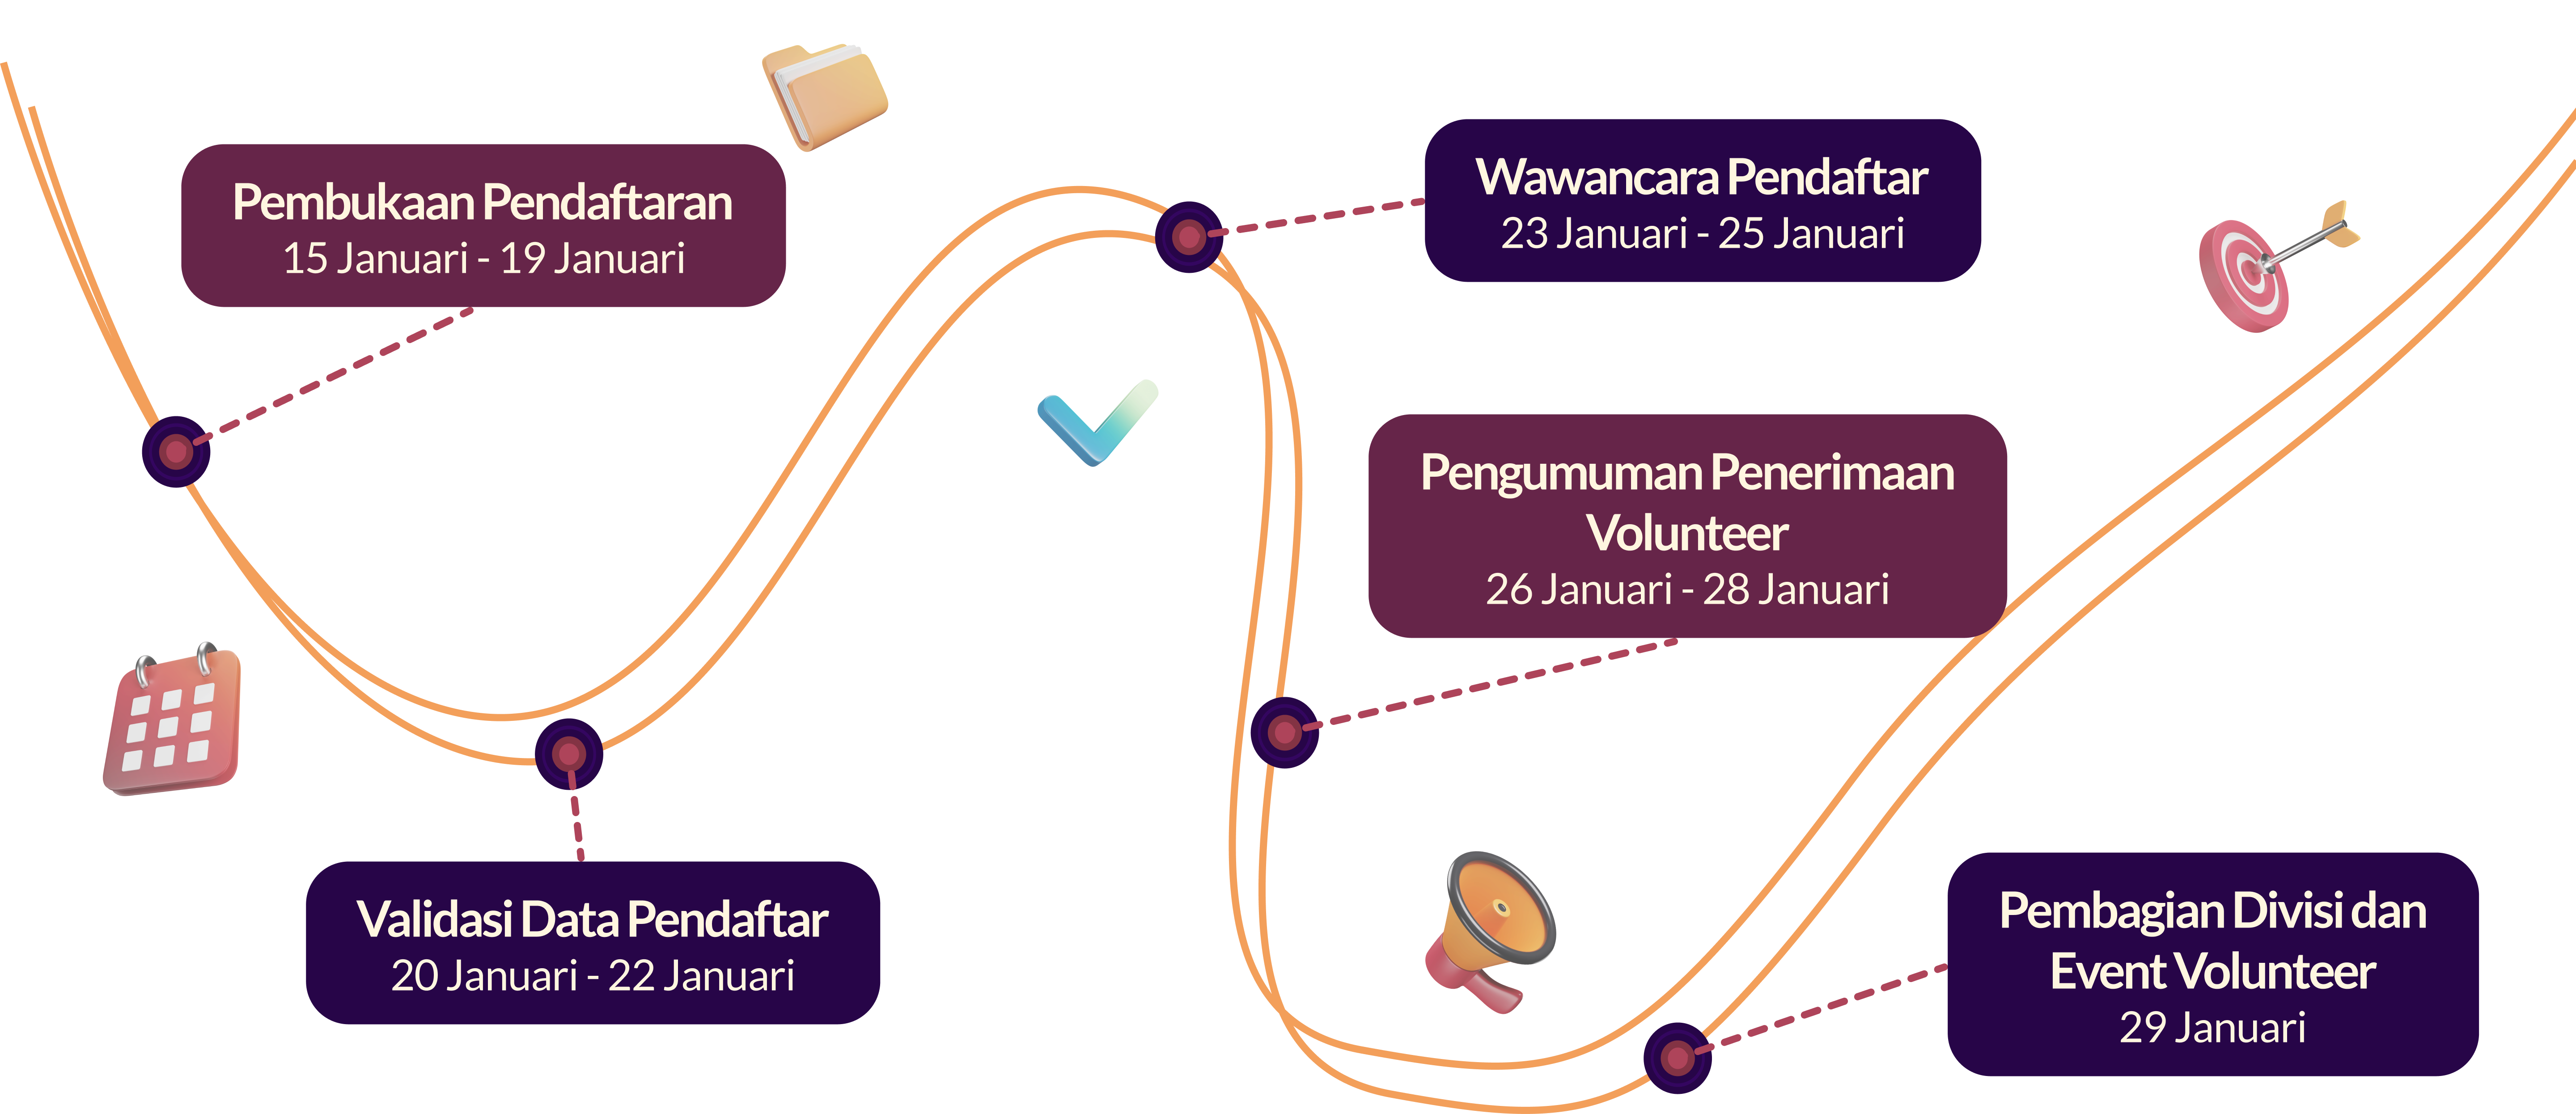 Pembukaan Pendaftaran
15 Januari - 19 Januari
Validasi Data Pendaftar
20 Januari - 22 Januari
Wawancara Pendaftar
23 Januari - 25 Januari
Pengumuman Penerimaan
Volunteer
26 Januari - 28 Januari
Pembagian Divisi dan
Event Volunteer
29 Januari